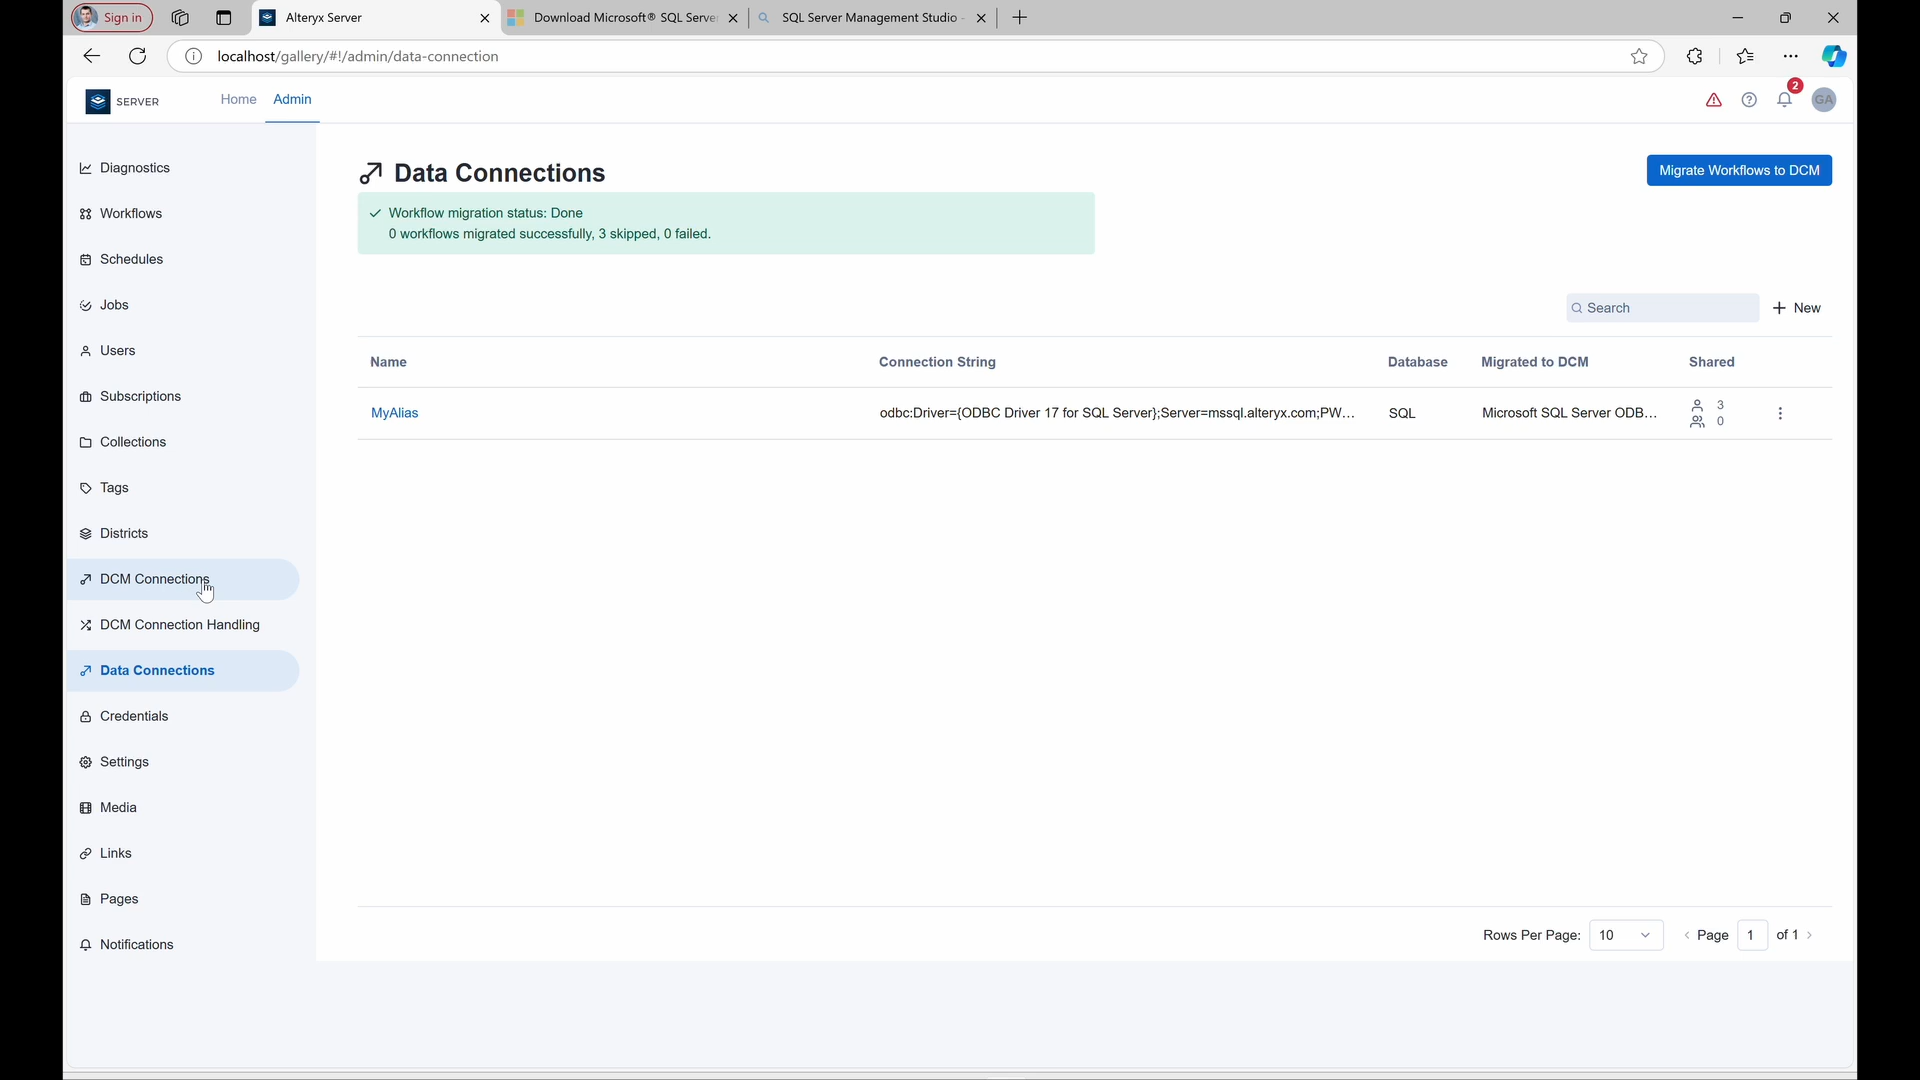 Sign in
Alteryx Server
Download Microsoft® SQL Serve
SQL Server Management Studio -
localhost/gallery/#!/admin/data-connection
SERVER
Home
Admin
2
GA
Diagnostics
Workflows
Schedules
Jobs
Users
Subscriptions
Collections
Tags
Districts
DCM Connections
DCM Connection Handling
Data Connections
Credentials
Settings
Media
Links
Pages
Notifications
Data Connections
Migrate Workflows to DCM
Workflow migration status: Done
0 workflows migrated successfully, 3 skipped, 0 failed.
Search
New
Name Connection String Database Migrated to DCM Shared
MyAlias odbc:Driver={ODBC Driver 17 for SQL Server};Server=mssql.alteryx.com;PW... SQL Microsoft SQL Server ODB... 3
0
Rows Per Page: 10 Page 1 of 1